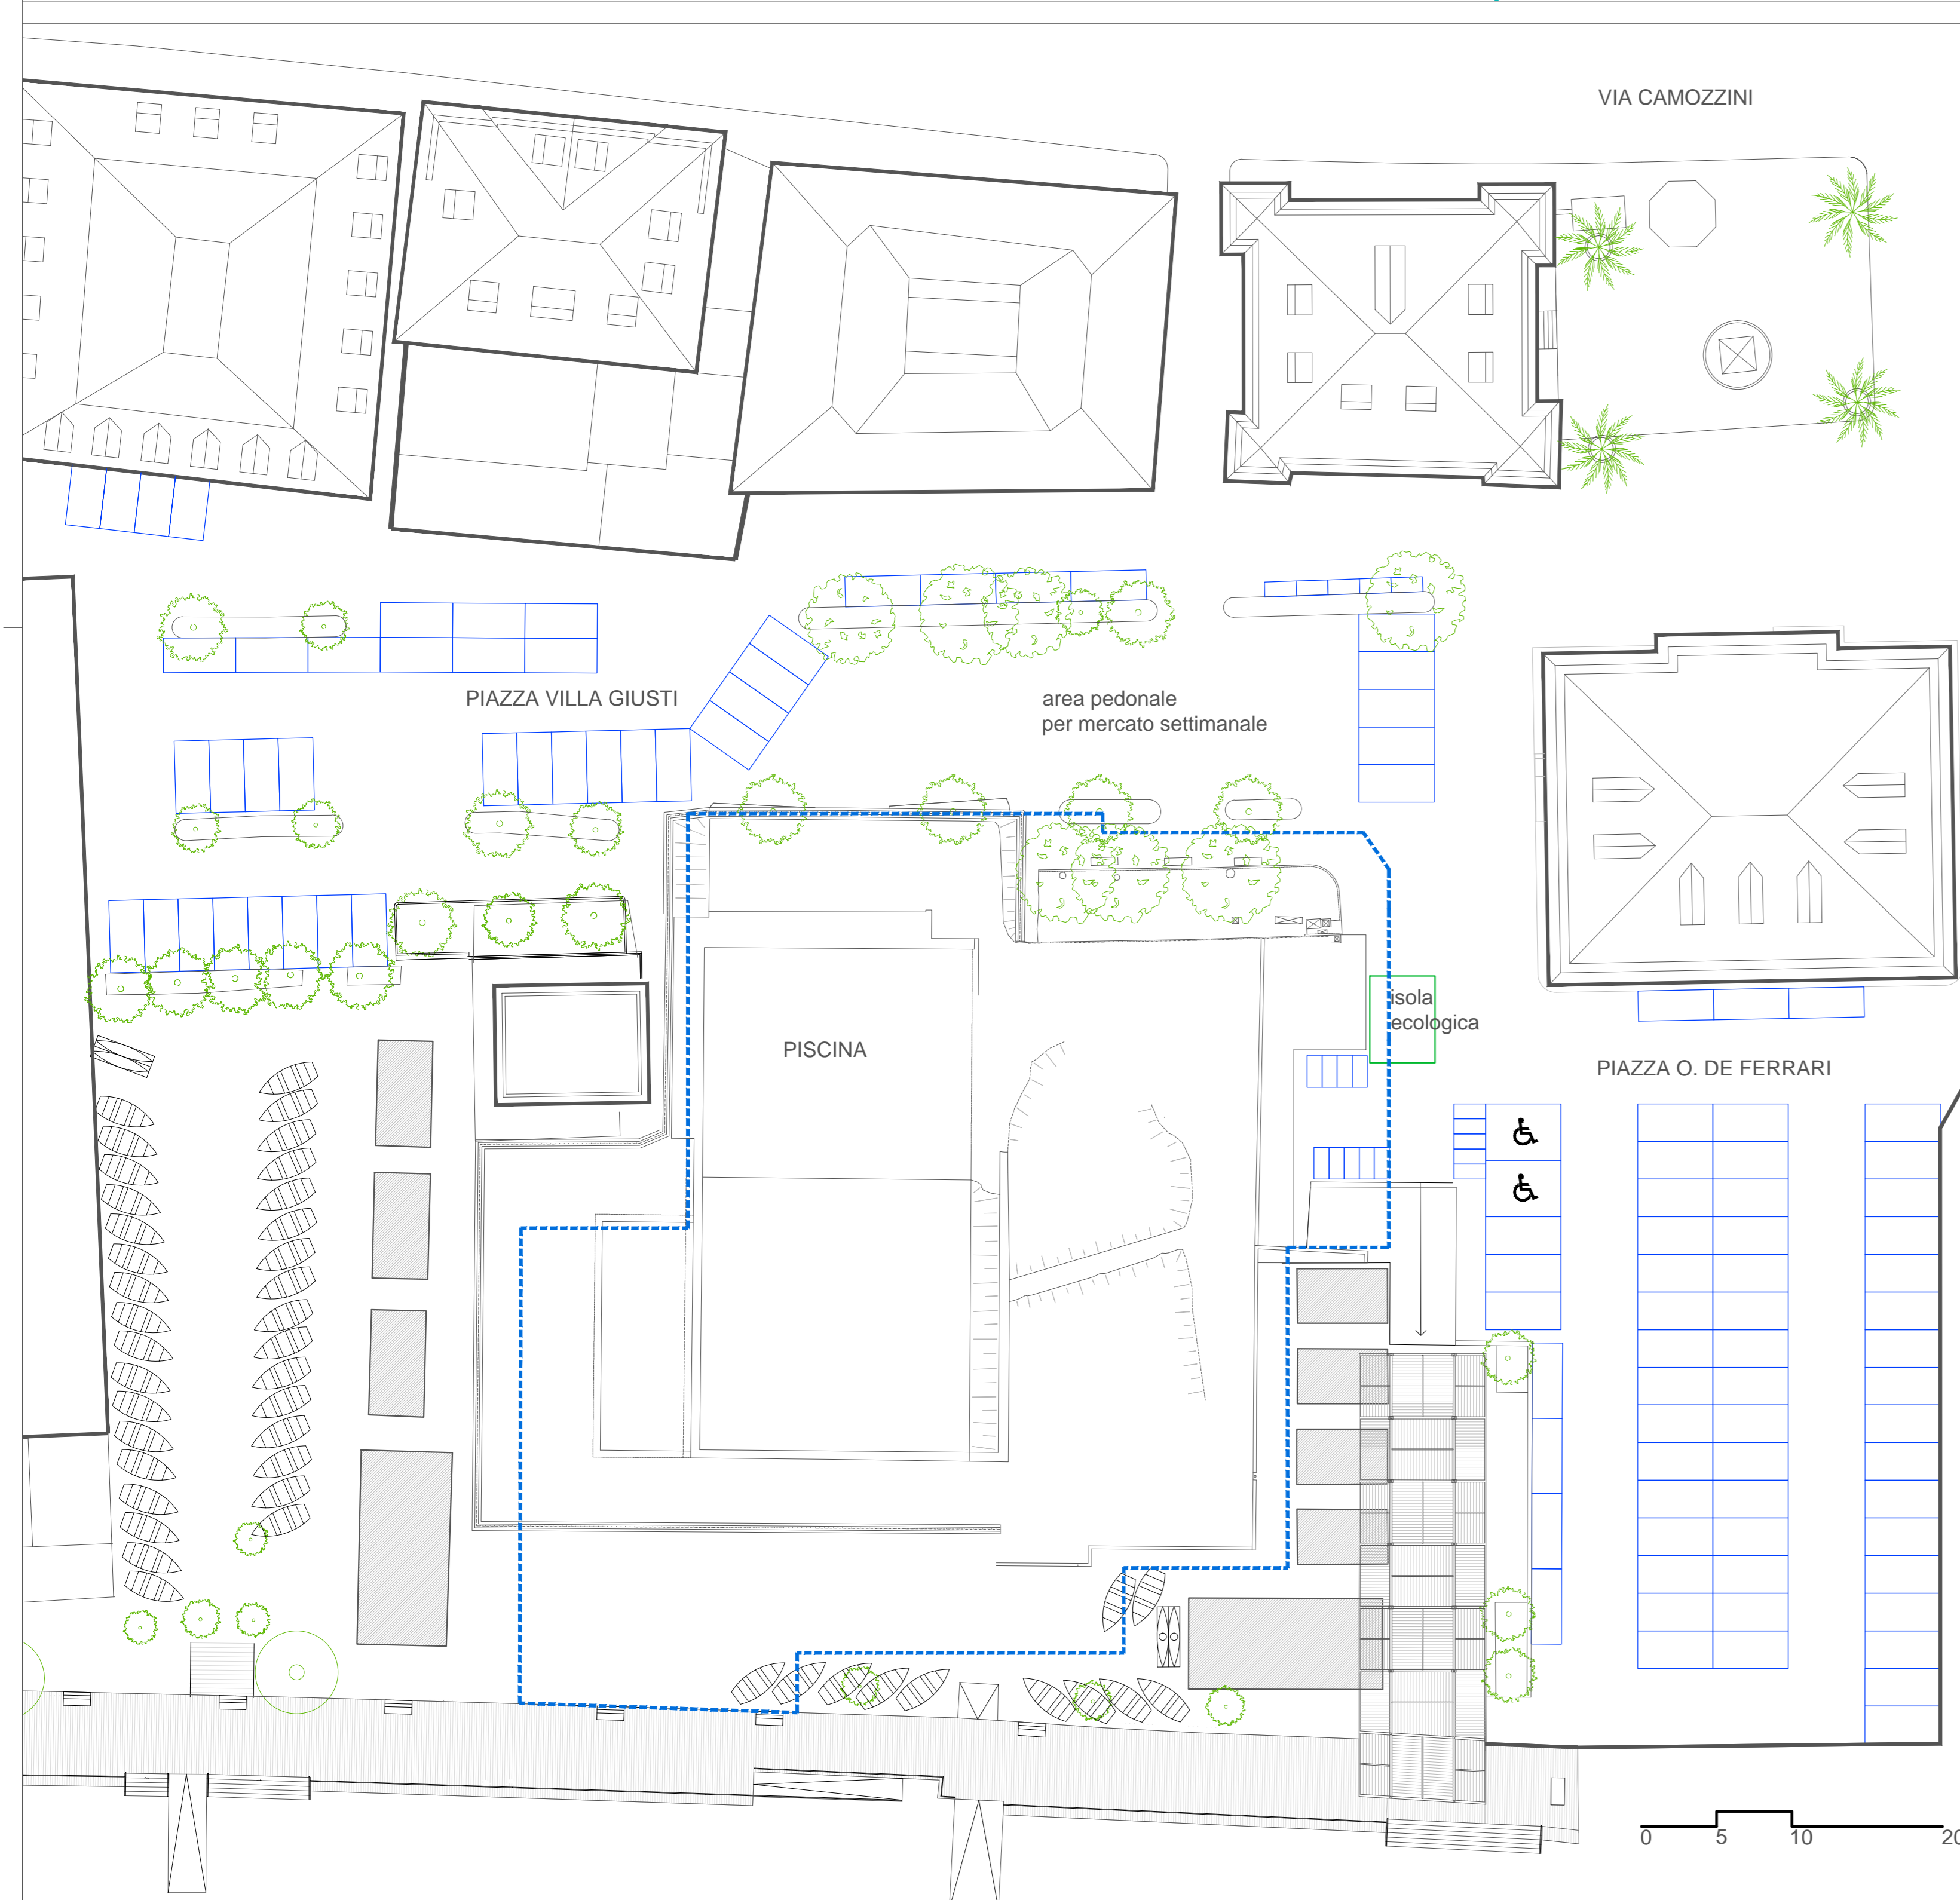 VIA CAMOZZINI
PIAZZA VILLA GIUSTI
area pedonale
per mercato settimanale
isola
ecologica
PISCINA
PIAZZA O. DE FERRARI
0 5 10 20